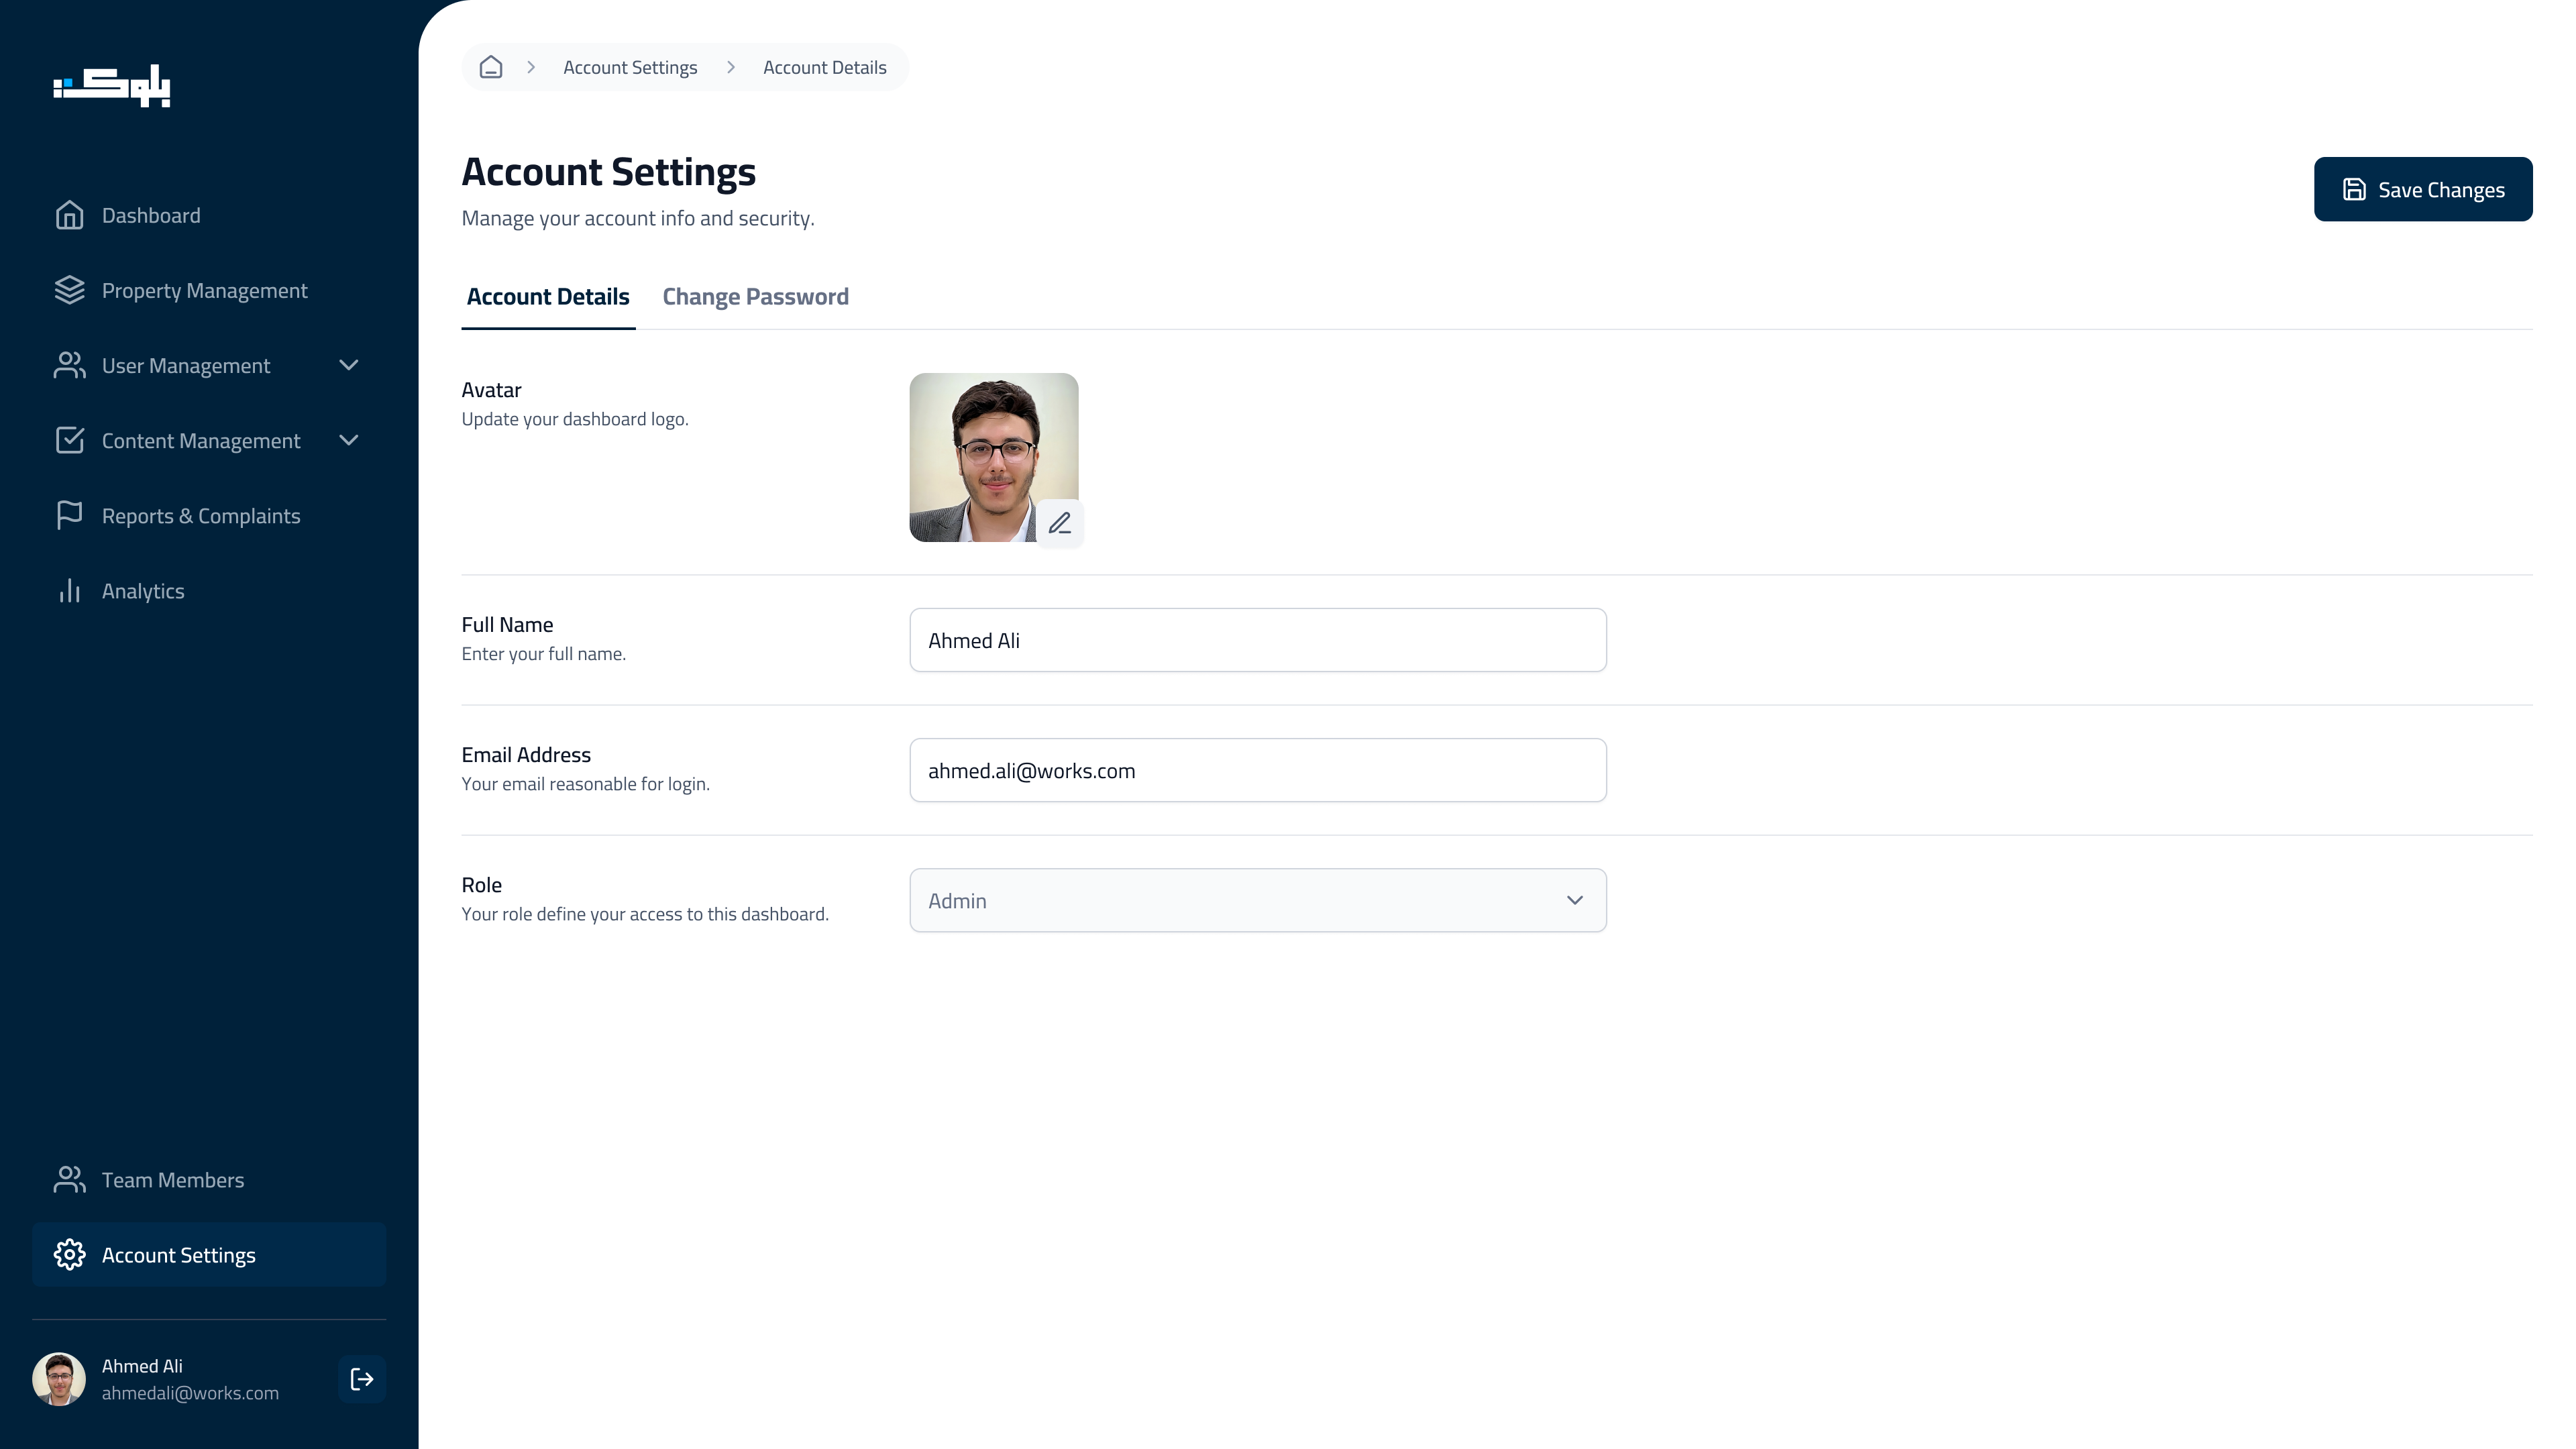 بلوك
Dashboard
Property Management
User Management
Content Management
Reports & Complaints
Analytics
Team Members
Account Settings
Ahmed Ali
ahmedali@works.com
Account Settings
Account Details
Account Settings
Manage your account info and security.
Save Changes
Account Details
Change Password
Avatar
Update your dashboard logo.
Full Name
Enter your full name.
Ahmed Ali
Email Address
Your email reasonable for login.
ahmed.ali@works.com
Role
Your role define your access to this dashboard.
Admin